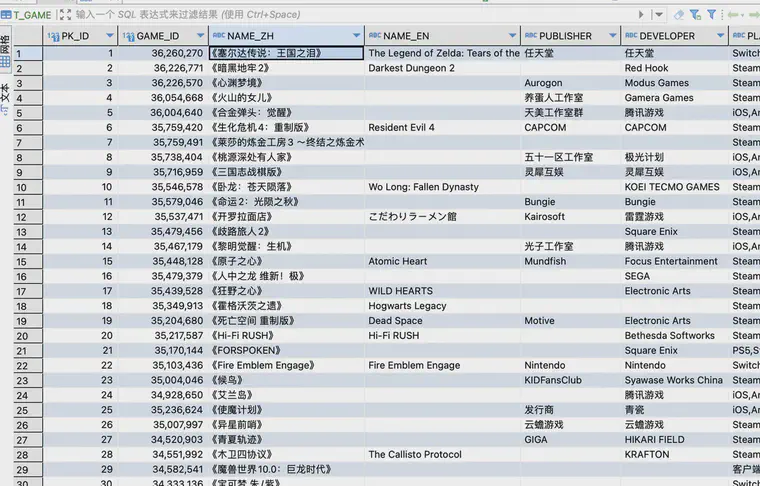 T_GAME 输入一个 SQL 表达式来过滤结果 (使用 Ctrl+Space)
网格
文本
123 PK_ID 123 GAME_ID ABC NAME_ZH ABC NAME_EN ABC PUBLISHER ABC DEVELOPER ABC PL
1 1 36,260,270 《塞尔达传说：王国之泪》 The Legend of Zelda: Tears of the 任天堂 任天堂 Switch
2 2 36,226,771 《暗黑地牢2》 Darkest Dungeon 2 Red Hook Steam
3 3 36,226,570 《心渊梦境》 Aurogon Modus Games Steam
4 4 36,054,668 《火山的女儿》 养蛋人工作室 Gamera Games Steam
5 5 36,004,640 《合金弹头：觉醒》 天美工作室群 腾讯游戏 iOS,An
6 6 35,759,420 《生化危机4：重制版》 Resident Evil 4 CAPCOM CAPCOM iOS,An
7 7 35,759,491 《莱莎的炼金工房3 ～终结之炼金术 Steam
8 8 35,738,404 《桃源深处有人家》 五十一区工作室 极光计划 iOS,An
9 9 35,716,959 《三国志战棋版》 灵犀互娱 灵犀互娱 iOS,An
10 10 35,546,578 《卧龙：苍天陨落》 Wo Long: Fallen Dynasty KOEI TECMO GAMES Steam
11 11 35,579,046 《命运2：光陨之秋》 Bungie Bungie Steam
12 12 35,537,471 《开罗拉面店》 こだわりラーメン館 Kairosoft 雷霆游戏 iOS,An
13 13 35,479,456 《歧路旅人2》 Square Enix Steam
14 14 35,467,179 《黎明觉醒：生机》 光子工作室 腾讯游戏 iOS,An
15 15 35,448,128 《原子之心》 Atomic Heart Mundfish Focus Entertainment Steam
16 16 35,479,379 《人中之龙 维新！极》 SEGA Steam
17 17 35,439,528 《狂野之心》 WILD HEARTS Electronic Arts Steam
18 18 35,349,913 《霍格沃茨之遗》 Hogwarts Legacy Steam
19 19 35,204,680 《死亡空间 重制版》 Dead Space Motive Electronic Arts Steam
20 20 35,217,587 《Hi-Fi RUSH》 Hi-Fi RUSH Bethesda Softworks Steam
21 21 35,170,144 《FORSPOKEN》 Square Enix PS5,S
22 22 35,103,436 《Fire Emblem Engage》 Fire Emblem Engage Nintendo Nintendo Switch
23 23 35,004,046 《候鸟》 KIDFansClub Syawase Works China Steam
24 24 34,928,650 《艾兰岛》 腾讯游戏 iOS,An
25 25 35,236,624 《使魔计划》 发行商 青瓷 iOS,An
26 26 35,007,997 《异星前哨》 云蟾游戏 云蟾游戏 Steam
27 27 34,520,903 《青夏轨迹》 GIGA HIKARI FIELD Steam
28 28 34,551,992 《木卫四协议》 The Callisto Protocol KRAFTON Steam
29 29 34,582,541 《魔兽世界10.0：巨龙时代》 客户端
30 30 34,333,136 《宝可梦 朱/紫》 Switch